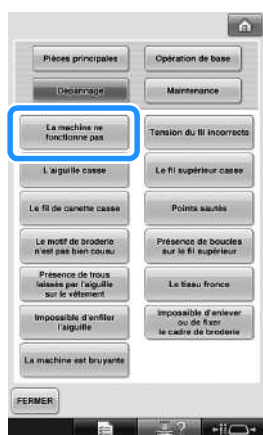 Pièces principales
Opération de base
Dépannage
Maintenance
La machine ne
fonctionne pas
Tension du fil incorrecte
L'aiguille casse
Le fil supérieur casse
Le fil de canette casse
Points sautés
Le motif de broderie
n'est pas bien cousu
Présence de boucles
sur le fil supérieur
Présence de trous
laissés par l'aiguille
sur le vêtement
Le tissu fronce
Impossible d'enfiler
l'aiguille
Impossible d'enlever
ou de fixer
le cadre de broderie
La machine est bruyante
FERMER
?